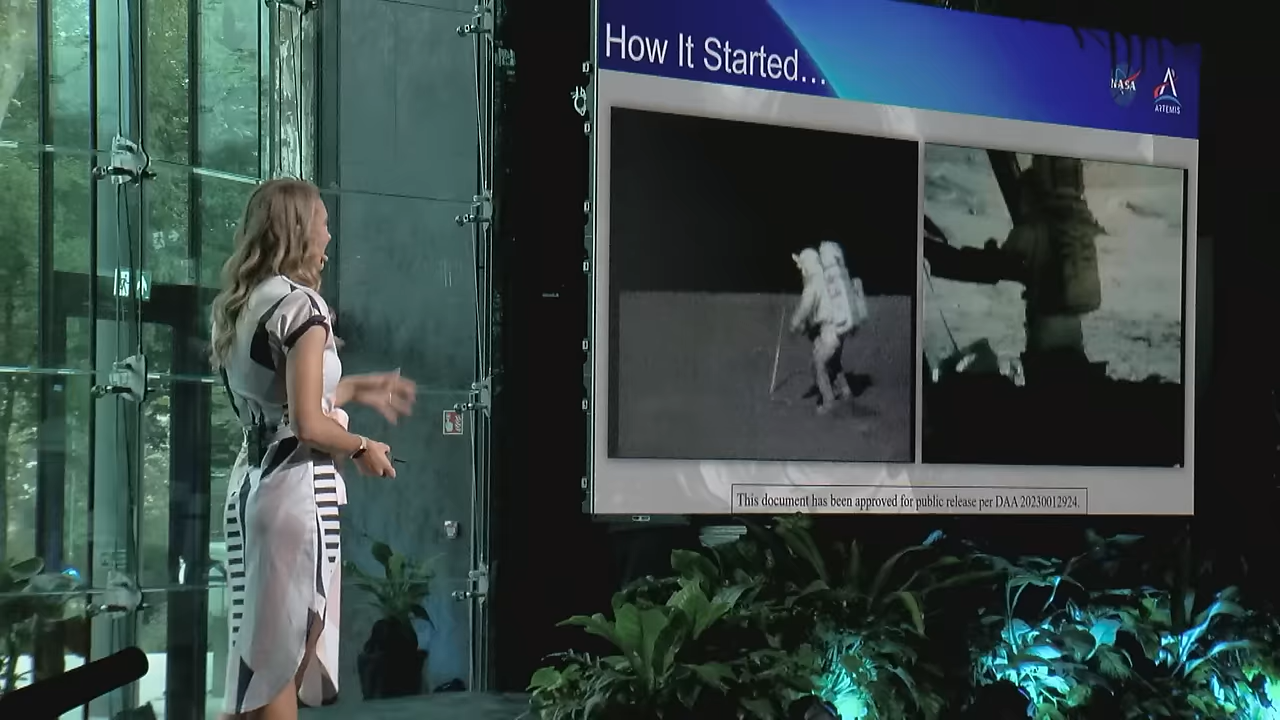 How It Started...
NASA
ARTEMIS
This document has been approved for public release per DAA 20230012924.